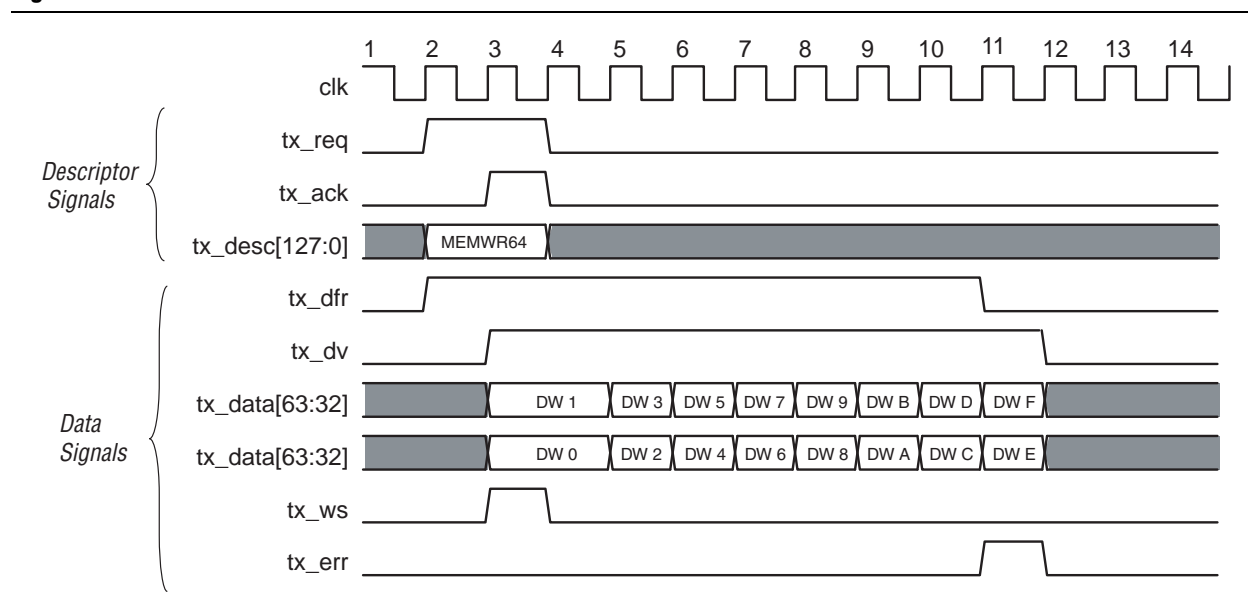 1 2 3 4 5 6 7 8 9 10 11 12 13 14
clk
Descriptor
Signals
tx_req
tx_ack
tx_desc[127:0] MEMWR64
Data
Signals
tx_dfr
tx_dv
tx_data[63:32] DW 1 DW 3 DW 5 DW 7 DW 9 DW B DW D DW F
tx_data[63:32] DW 0 DW 2 DW 4 DW 6 DW 8 DW A DW C DW E
tx_ws
tx_err